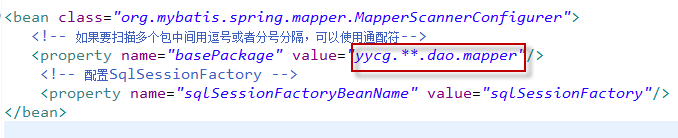 <bean class="org.mybatis.spring.mapper.MapperScannerConfigurer">
<!-- 如果要扫描多个包中间用逗号或者分号分隔，可以使用通配符-->
<property name="basePackage" value="yycg.**.dao.mapper"/>
<!-- 配置SqlSessionFactory -->
<property name="sqlSessionFactoryBeanName" value="sqlSessionFactory"/>
</bean>